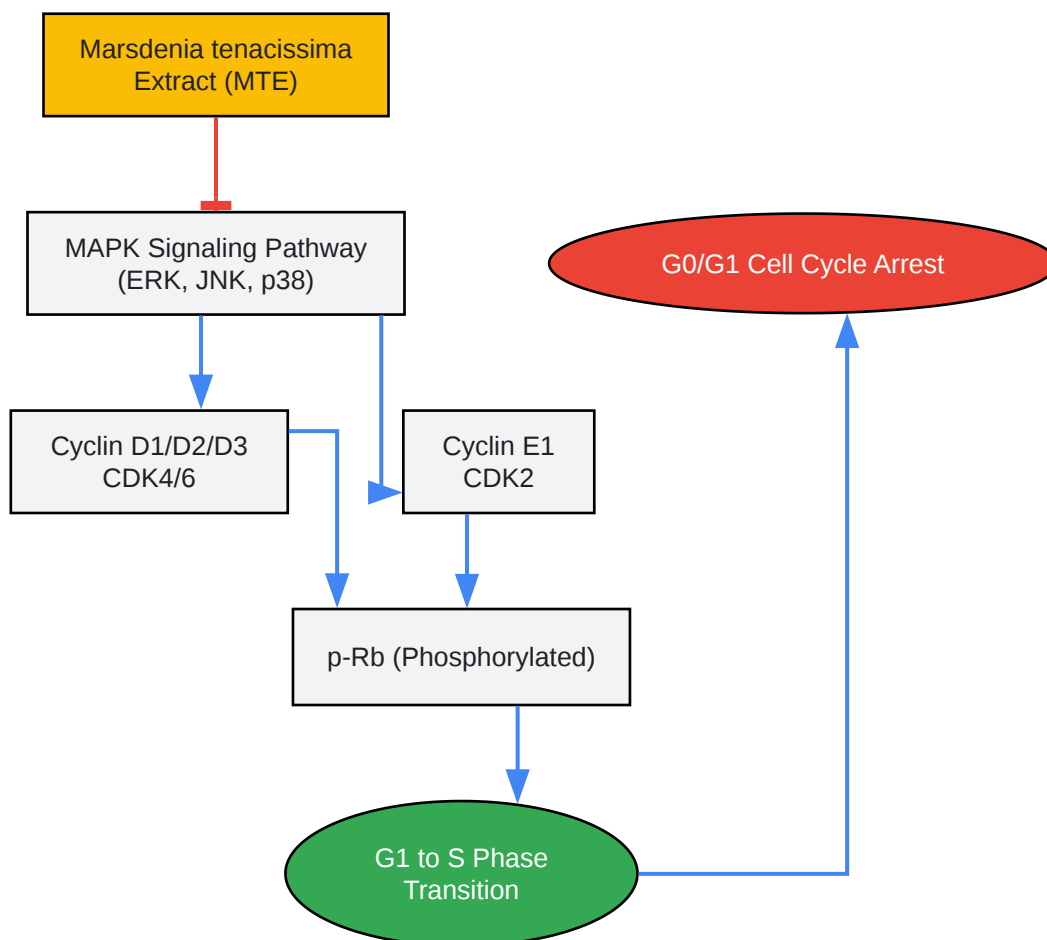 Marsdenia tenacissima
Extract (MTE)
MAPK Signaling Pathway
(ERK, JNK, p38)
G0/G1 Cell Cycle Arrest
Cyclin D1/D2/D3
CDK4/6
Cyclin E1
CDK2
p-Rb (Phosphorylated)
G1 to S Phase
Transition